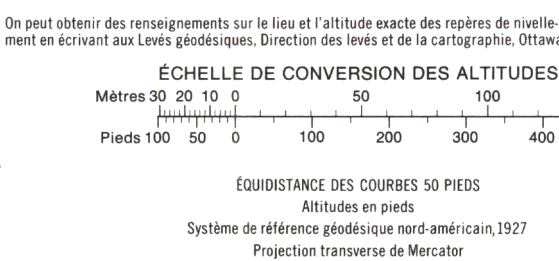 On peut obtenir des renseignements sur le lieu et l'altitude exacte des repères de nivelle-
ment en écrivant aux Levés géodésiques, Direction des levés et de la cartographie, Ottawa
ÉCHELLE DE CONVERSION DES ALTITUDES
Mètres 30 20 10 0 50 100
Pieds 100 50 0 100 200 300 400
ÉQUIDISTANCE DES COURBES 50 PIEDS
Altitudes en pieds
Système de référence géodésique nord-américain, 1927
Projection transverse de Mercator